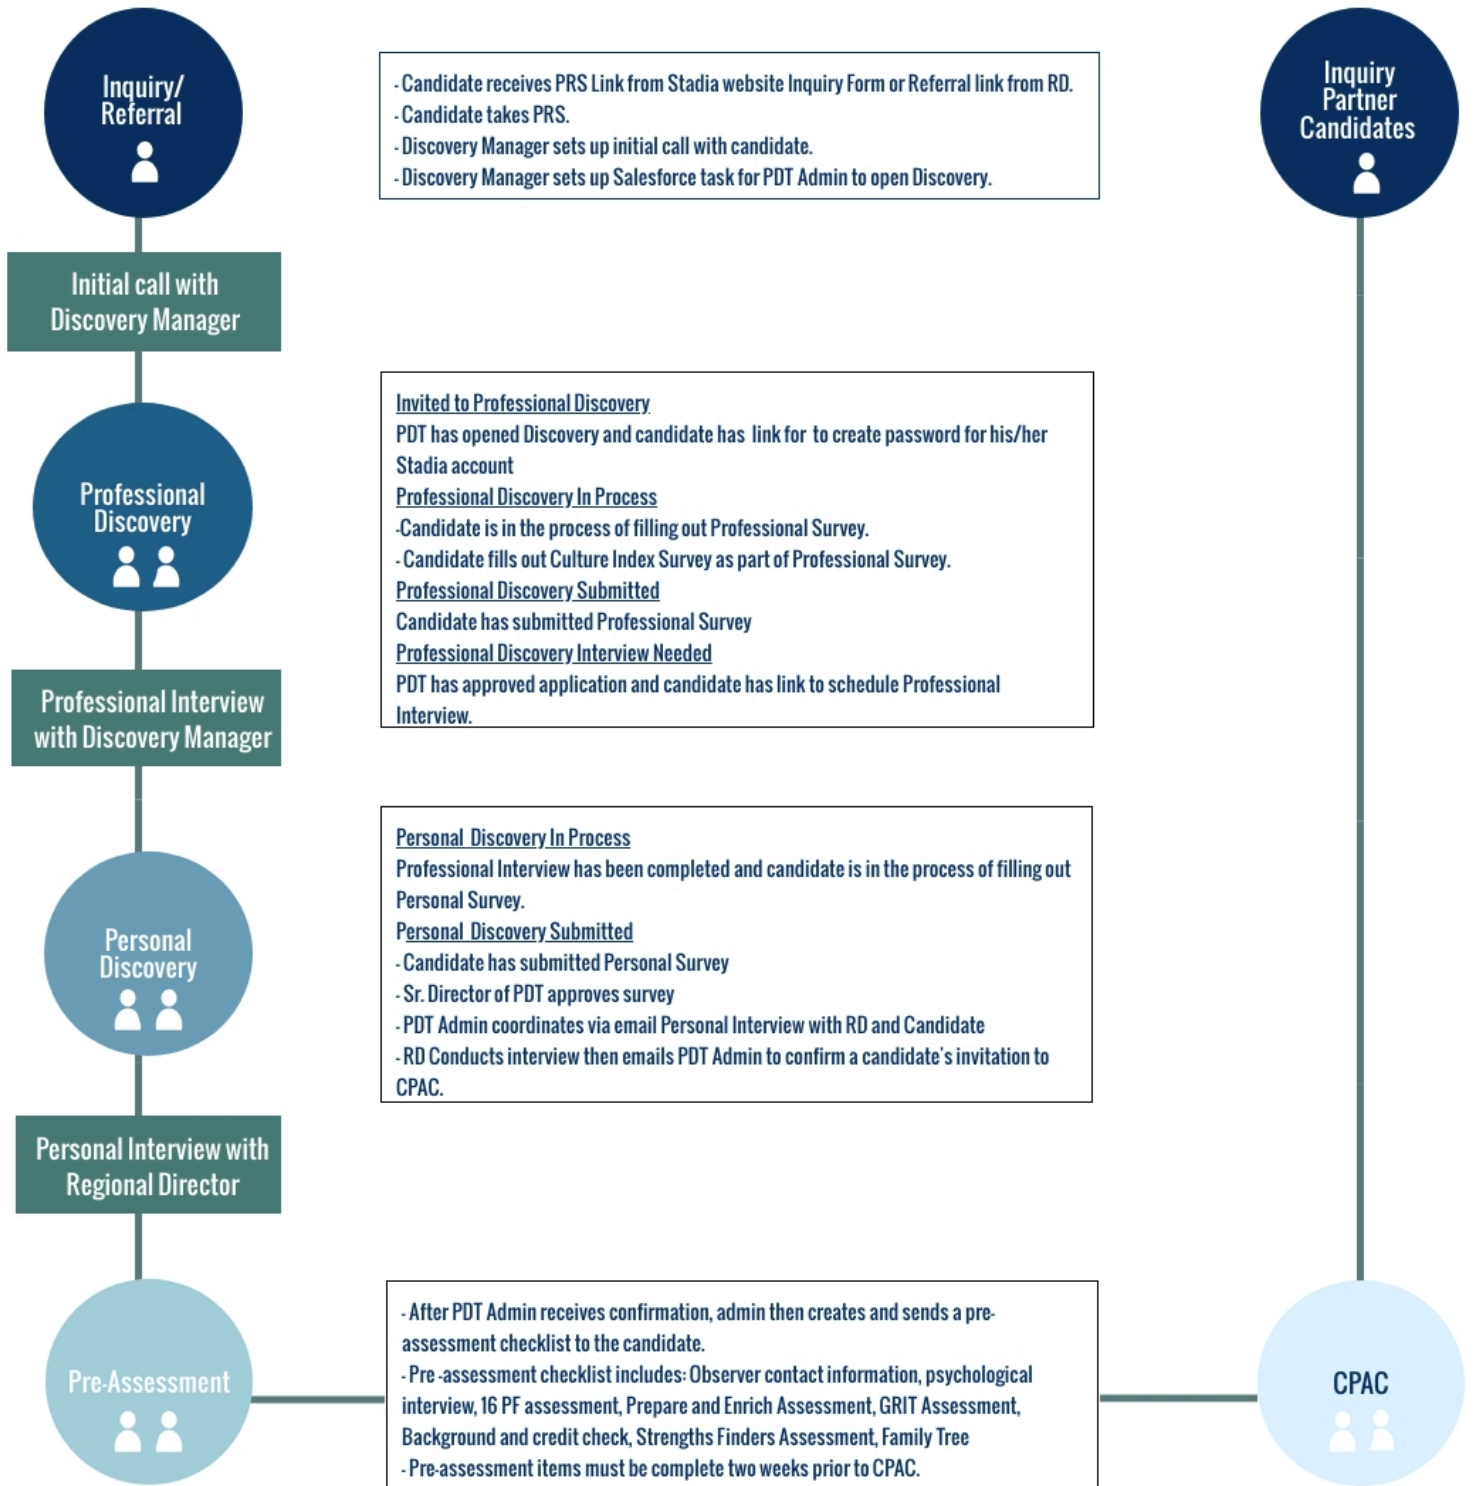 Inquiry/
Referral
- Candidate receives PRS Link from Stadia website Inquiry Form or Referral link from RD.
- Candidate takes PRS.
- Discovery Manager sets up initial call with candidate.
- Discovery Manager sets up Salesforce task for PDT Admin to open Discovery.
Inquiry
Partner
Candidates
Initial call with
Discovery Manager
Professional
Discovery
Invited to Professional Discovery
PDT has opened Discovery and candidate has link for to create password for his/her
Stadia account
Professional Discovery In Process
-Candidate is in the process of filling out Professional Survey.
- Candidate fills out Culture Index Survey as part of Professional Survey.
Professional Discovery Submitted
Candidate has submitted Professional Survey
Professional Discovery Interview Needed
PDT has approved application and candidate has link to schedule Professional
Interview.
Professional Interview
with Discovery Manager
Personal
Discovery
Personal Discovery In Process
Professional Interview has been completed and candidate is in the process of filling out
Personal Survey.
Personal Discovery Submitted
- Candidate has submitted Personal Survey
- Sr. Director of PDT approves survey
- PDT Admin coordinates via email Personal Interview with RD and Candidate
- RD Conducts interview then emails PDT Admin to confirm a candidate's invitation to
CPAC.
Personal Interview with
Regional Director
Pre-Assessment
- After PDT Admin receives confirmation, admin then creates and sends a pre-
assessment checklist to the candidate.
- Pre -assessment checklist includes: Observer contact information, psychological
interview, 16 PF assessment, Prepare and Enrich Assessment, GRIT Assessment,
Background and credit check, Strengths Finders Assessment, Family Tree
- Pre-assessment items must be complete two weeks prior to CPAC.
CPAC